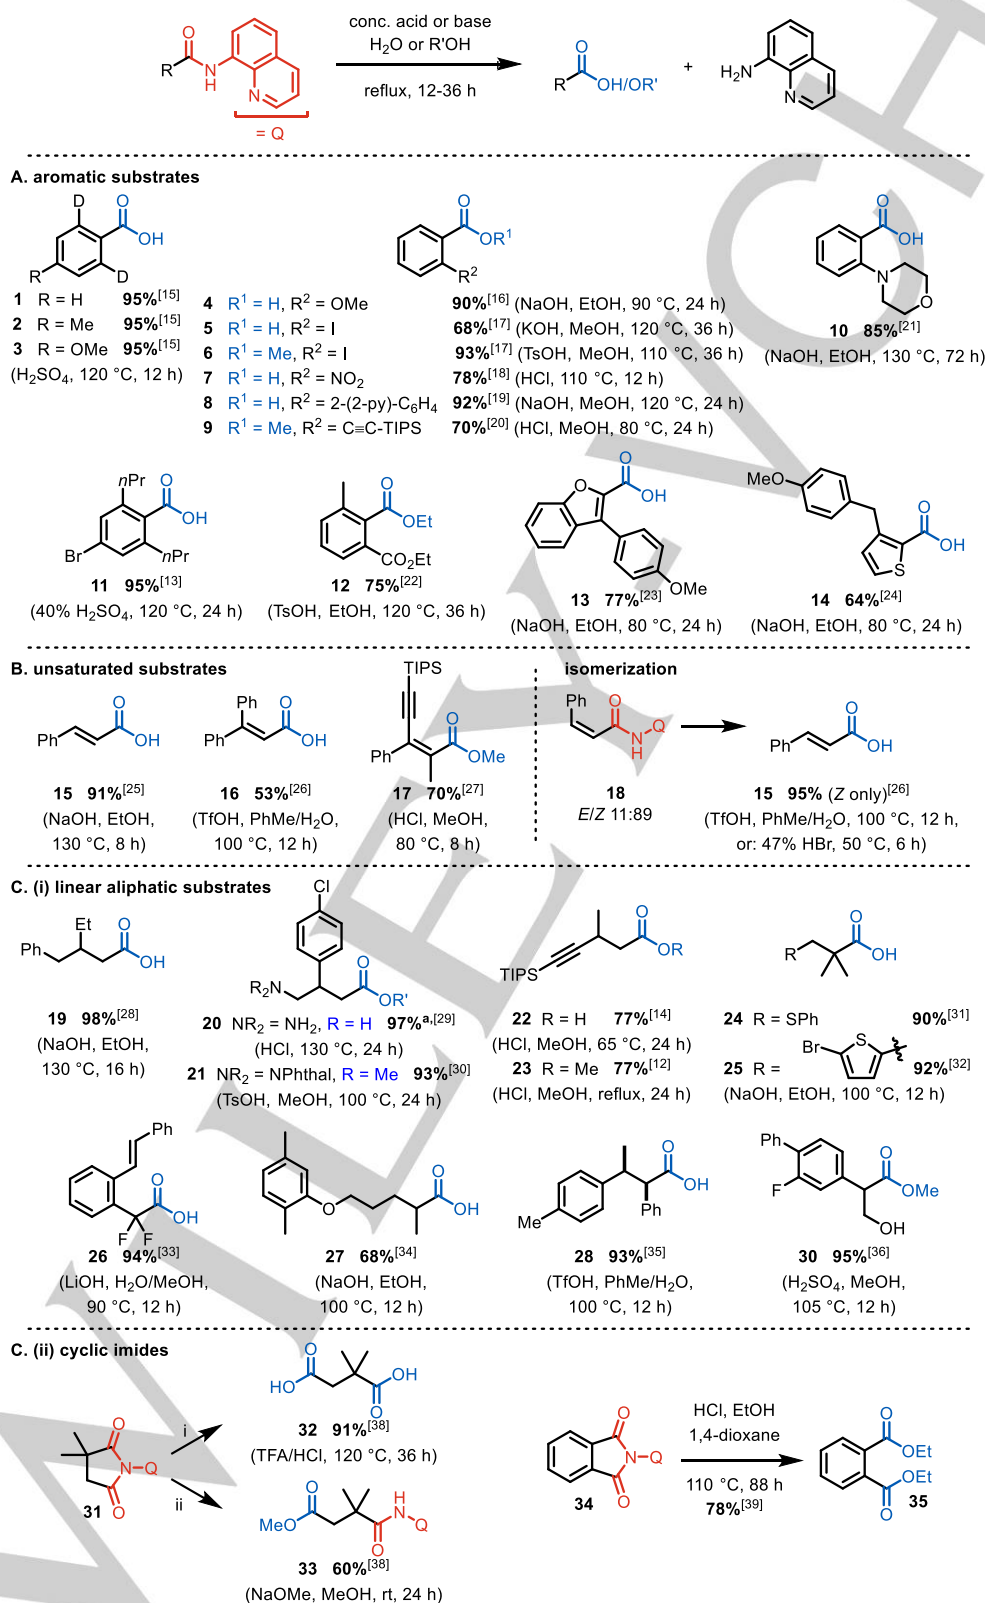 conc. acid or base
H₂O or R'OH
reflux, 12-36 h
O
R
N
H
N
= Q
O
R
OH/OR'
+
H₂N
N
A. aromatic substrates
D
O
OH
R
D
1 R = H 95%[15]
2 R = Me 95%[15]
3 R = OMe 95%[15]
(H₂SO₄, 120 °C, 12 h)
O
OR¹
R²
4 R¹ = H, R² = OMe 90%[16] (NaOH, EtOH, 90 °C, 24 h)
5 R¹ = H, R² = I 68%[17] (KOH, MeOH, 120 °C, 36 h)
6 R¹ = Me, R² = I 93%[17] (TsOH, MeOH, 110 °C, 36 h)
7 R¹ = H, R² = NO₂ 78%[18] (HCl, 110 °C, 12 h)
8 R¹ = H, R² = 2-(2-py)-C₆H₄ 92%[19] (NaOH, MeOH, 120 °C, 24 h)
9 R¹ = Me, R² = C≡C-TIPS 70%[20] (HCl, MeOH, 80 °C, 24 h)
O
OH
N
O
10 85%[21]
(NaOH, EtOH, 130 °C, 72 h)
nPr
O
OH
Br
nPr
11 95%[13]
(40% H₂SO₄, 120 °C, 24 h)
O
OEt
CO₂Et
12 75%[22]
(TsOH, EtOH, 120 °C, 36 h)
O
O
OH
OMe
13 77%[23]
(NaOH, EtOH, 80 °C, 24 h)
MeO
O
OH
S
14 64%[24]
(NaOH, EtOH, 80 °C, 24 h)
B. unsaturated substrates
O
Ph
OH
15 91%[25]
(NaOH, EtOH,
130 °C, 8 h)
Ph
O
Ph
OH
16 53%[26]
(TfOH, PhMe/H₂O,
100 °C, 12 h)
TIPS
O
Ph
OMe
17 70%[27]
(HCl, MeOH,
80 °C, 8 h)
isomerization
Ph
O
N
H
Q
18
E/Z 11:89
O
Ph
OH
15 95% (Z only)[26]
(TfOH, PhMe/H₂O, 100 °C, 12 h,
or: 47% HBr, 50 °C, 6 h)
C. (i) linear aliphatic substrates
Et
O
Ph
OH
19 98%[28]
(NaOH, EtOH,
130 °C, 16 h)
Cl
R₂N
O
OR'
20 NR₂ = NH₂, R = H 97%a,[29]
(HCl, 130 °C, 24 h)
21 NR₂ = NPhthal, R = Me 93%[30]
(TsOH, MeOH, 100 °C, 24 h)
O
OR
TIPS
22 R = H 77%[14]
(HCl, MeOH, 65 °C, 24 h)
23 R = Me 77%[12]
(HCl, MeOH, reflux, 24 h)
O
R
OH
24 R = SPh 90%[31]
Br
S
25 R = 92%[32]
(NaOH, EtOH, 100 °C, 12 h)
Ph
O
OH
F F
26 94%[33]
(LiOH, H₂O/MeOH,
90 °C, 12 h)
O
O
OH
27 68%[34]
(NaOH, EtOH,
100 °C, 12 h)
O
OH
Ph
Me
28 93%[35]
(TfOH, PhMe/H₂O,
100 °C, 12 h)
Ph
O
F
OMe
OH
30 95%[36]
(H₂SO₄, MeOH,
105 °C, 12 h)
C. (ii) cyclic imides
O
N
Q
O
31
i
ii
O
HO
OH
O
32 91%[38]
(TFA/HCl, 120 °C, 36 h)
O
MeO
H
N
Q
O
33 60%[38]
(NaOMe, MeOH, rt, 24 h)
O
N
Q
O
34
HCl, EtOH
1,4-dioxane
110 °C, 88 h
78%[39]
O
OEt
OEt
O
35
WILEY-VCH